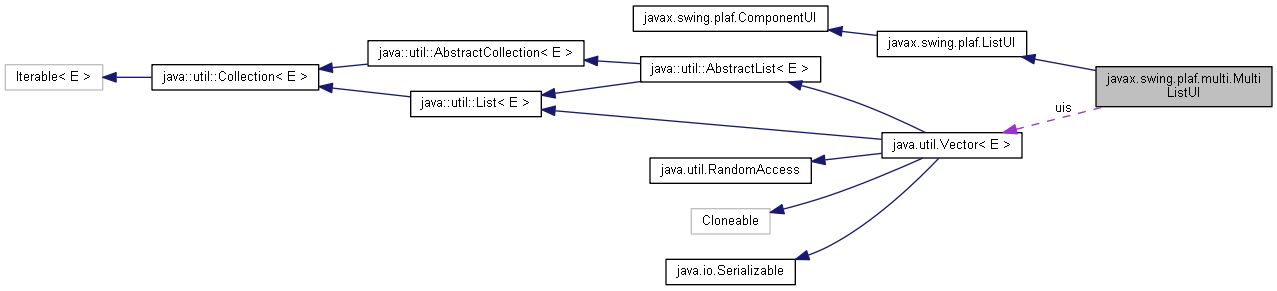 javax.swing.plaf.ComponentUI
javax.swing.plaf.ListUI
java::util::AbstractCollection< E >
java::util::AbstractList< E >
Iterable< E >
java::util::Collection< E >
javax.swing.plaf.multi.Multi
ListUI
java::util::List< E >
uis
java.util.Vector< E >
java.util.RandomAccess
Cloneable
java.io.Serializable